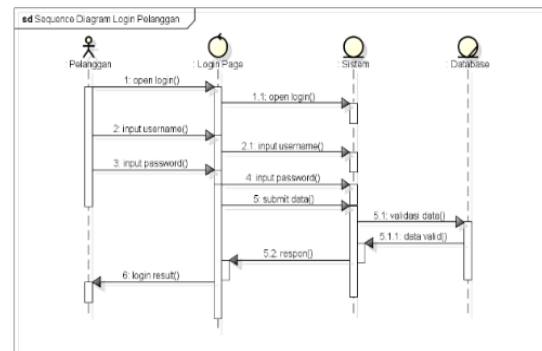 sd Sequence Diagram Login Pelanggan
: Pelanggan
: Login Page
: Sistem
: Database
1: open login()
1.1: open login()
2: input username()
2.1: input username()
3: input password()
4: input password()
5: submit data()
5.1: validasi data()
5.1.1: data valid()
5.2: respon()
6: login result()